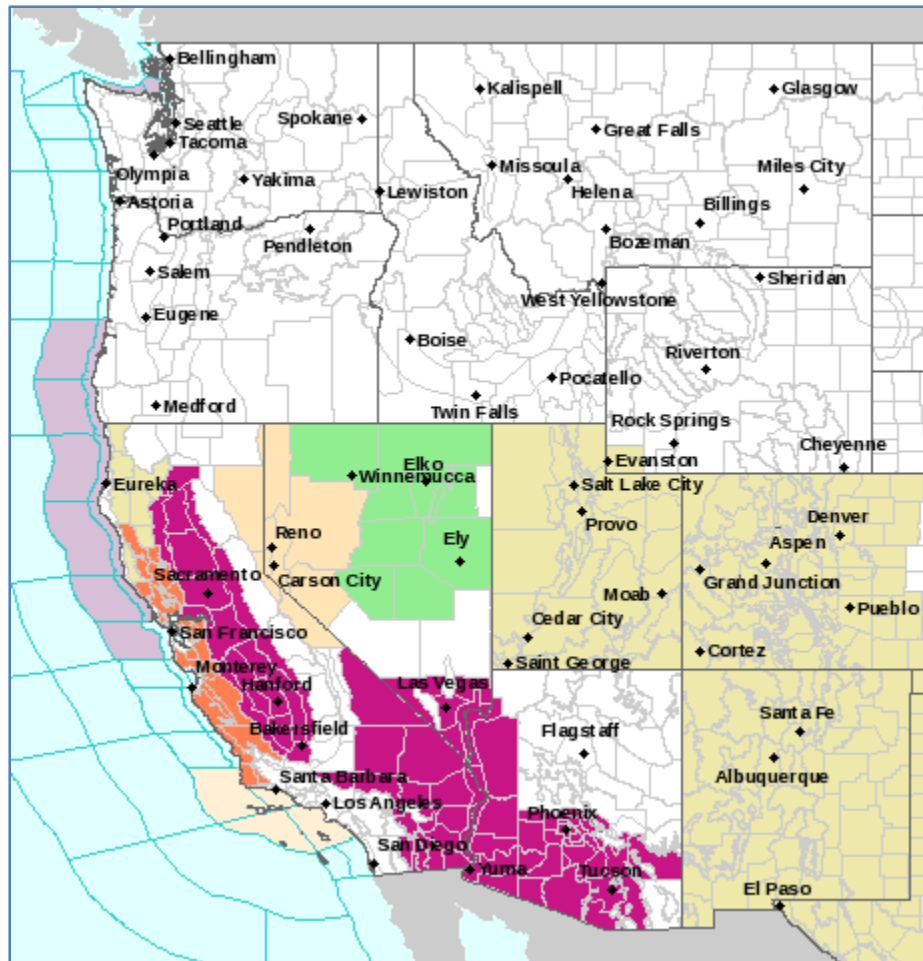 Bellingham
Kalispell
Glasgow
Seattle
Spokane
Great Falls
Tacoma
Olympia
Missoula
Miles City
Yakima
Lewiston
Helena
Billings
Astoria
Portland
Pendleton
Bozeman
Salem
Sheridan
West Yellowstone
Eugene
Boise
Riverton
Pocatello
Medford
Twin Falls
Rock Springs
Cheyenne
Elko
Evanston
Eureka
Winnemucca
Salt Lake City
Provo
Denver
Reno
Ely
Aspen
Sacramento
Carson City
Grand Junction
Moab
Pueblo
Cedar City
San Francisco
Cortez
Monterey
Saint George
Hanford
Las Vegas
Santa Fe
Bakersfield
Flagstaff
Albuquerque
Santa Barbara
Los Angeles
Phoenix
San Diego
Yuma
Tucson
El Paso